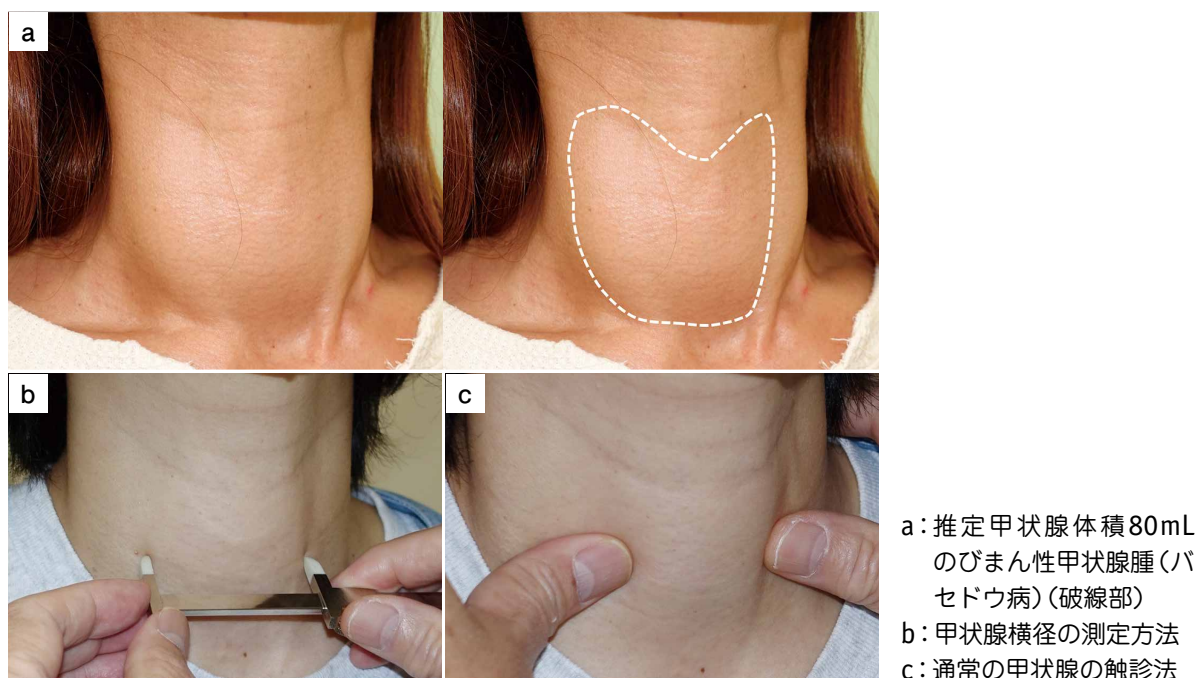 a
b
c
a：推定甲状腺体積80mL
のびまん性甲状腺腫（バ
セドウ病）（破線部）
b：甲状腺横径の測定方法
c：通常の甲状腺の触診法